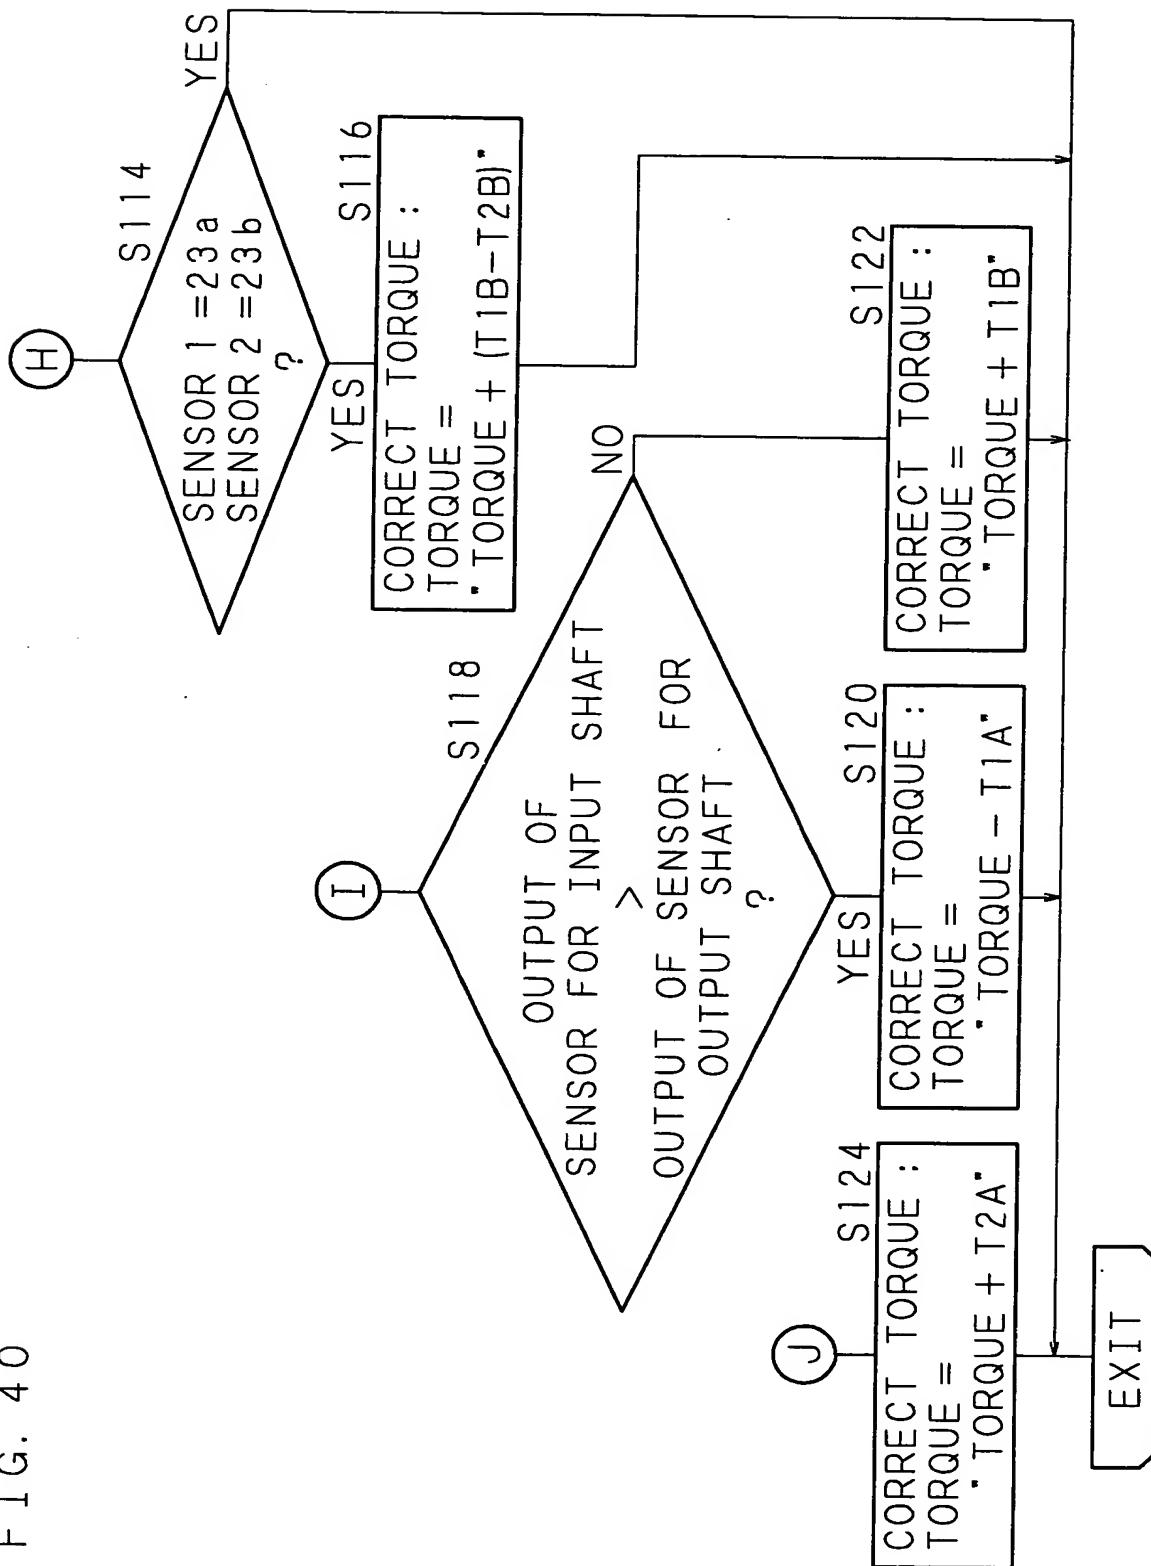 FIG. 40
H
S114
SENSOR 1 =23a
SENSOR 2 =23b
?
YES
YES
S116
CORRECT TORQUE :
TORQUE =
" TORQUE + (T1B-T2B)"
I
S118
OUTPUT OF
SENSOR FOR INPUT SHAFT
>
OUTPUT OF SENSOR FOR
OUTPUT SHAFT
?
NO
YES
S120
CORRECT TORQUE :
TORQUE =
" TORQUE - T1A"
S122
CORRECT TORQUE :
TORQUE =
" TORQUE + T1B"
J
S124
CORRECT TORQUE :
TORQUE =
" TORQUE + T2A"
EXIT